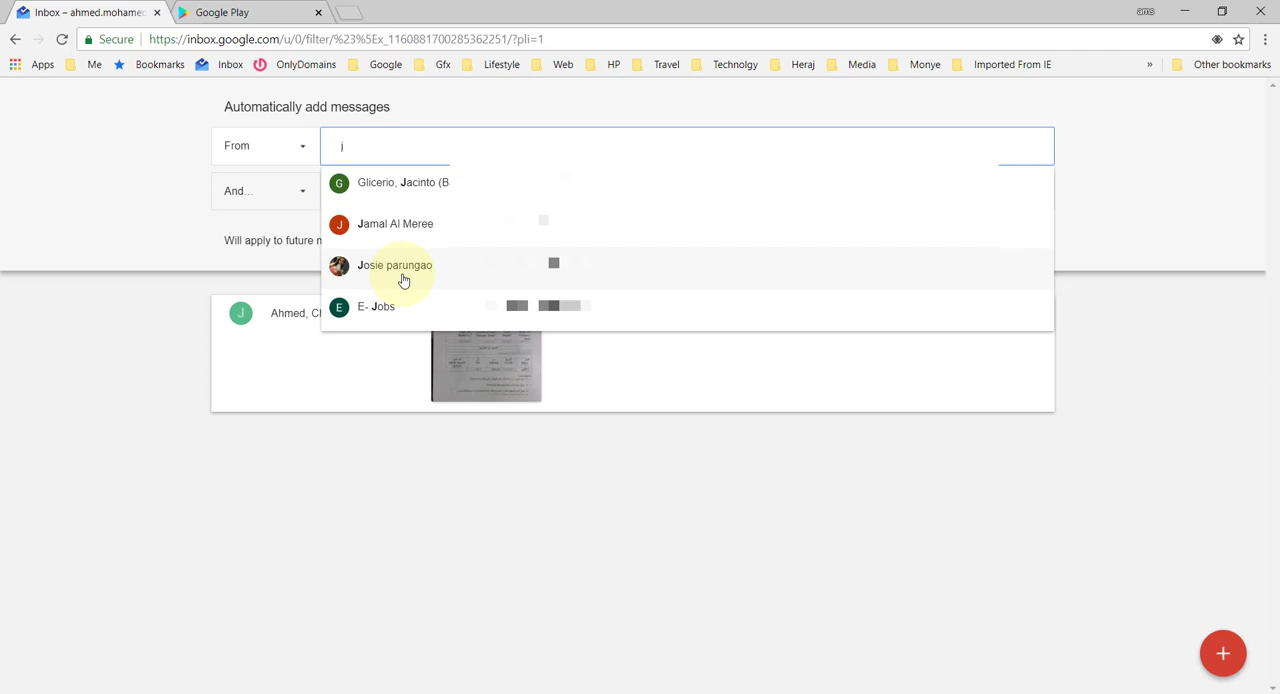 Inbox – ahmed.mohamed
Google Play
ams
Secure
https://inbox.google.com/u/0/filter/%23%5Ex_1160881700285362251/?pli=1
Apps
Me
Bookmarks
Inbox
OnlyDomains
Google
Gfx
Lifestyle
Web
HP
Travel
Technolgy
Heraj
Media
Monye
Imported From IE
»
Other bookmarks
Automatically add messages
From
j
And...
G
Glicerio, Jacinto (B
J
Jamal Al Meree
Will apply to future
Josie parungao
E
E- Jobs
J
Ahmed,